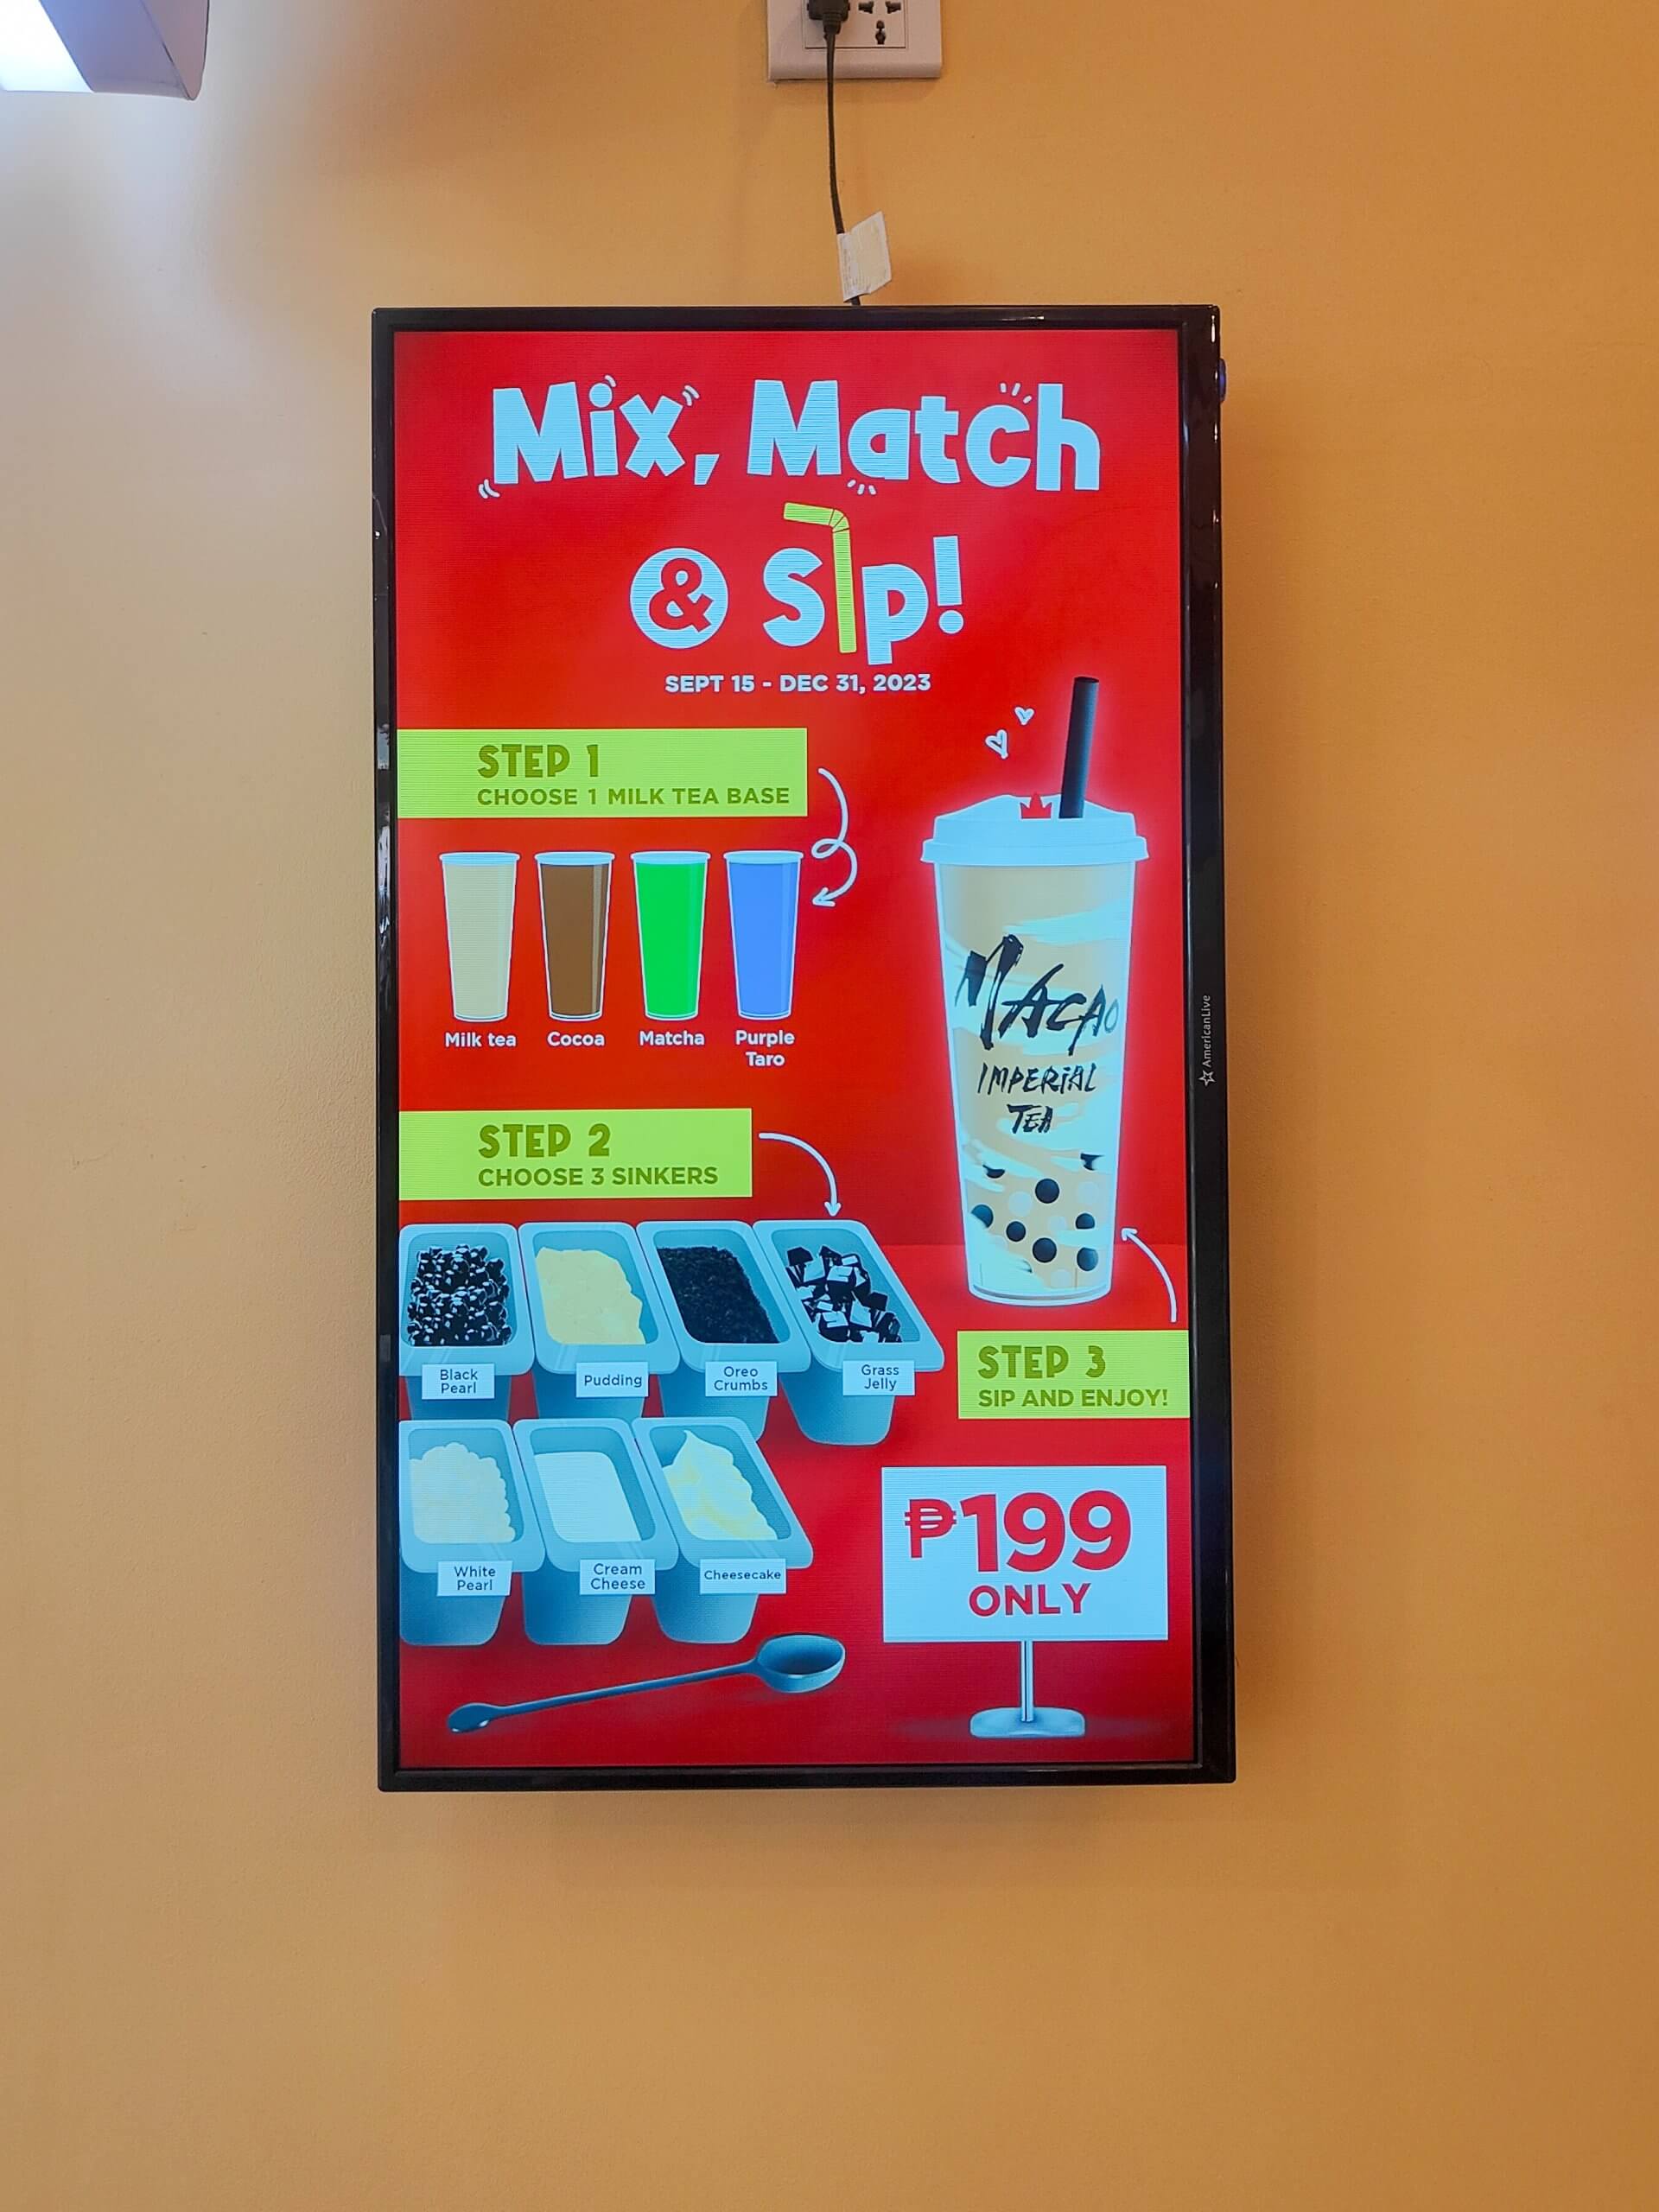 Mix, Match
& Sip!
SEPT 15 - DEC 31, 2023
STEP 1
CHOOSE 1 MILK TEA BASE
Milk tea
Cocoa
Matcha
Purple
Taro
MACAO
IMPERIAL
TEA
STEP 2
CHOOSE 3 SINKERS
Black
Pearl
Pudding
Oreo
Crumbs
Grass
Jelly
White
Pearl
Cream
Cheese
Cheesecake
STEP 3
SIP AND ENJOY!
₱199
ONLY
AmericanLive